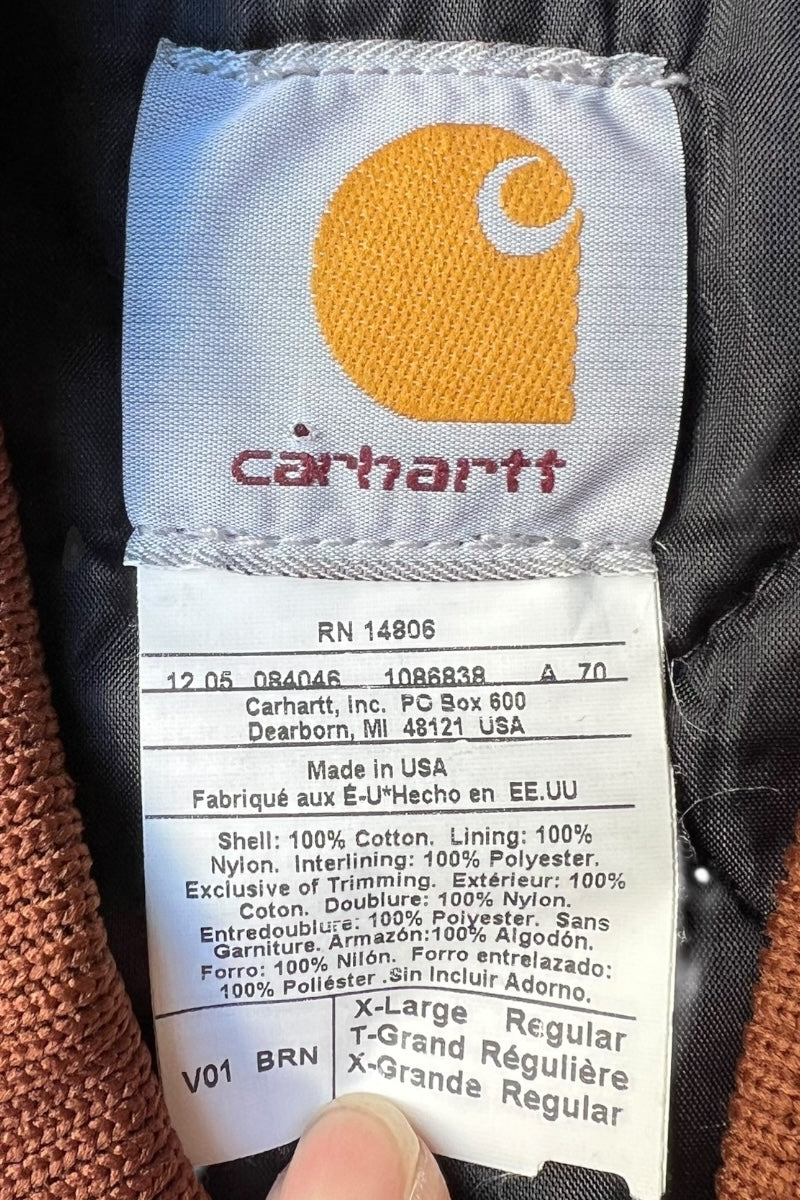 carhartt
RN 14806
12 05 084046 1086838 A 70
Carhartt, Inc. PO Box 600
Dearborn, MI 48121 USA
Made in USA
Fabriqué aux É-U*Hecho en EE.UU
Shell: 100% Cotton. Lining: 100%
Nylon. Interlining: 100% Polyester.
Exclusive of Trimming. Extérieur: 100%
Coton. Doublure: 100% Nylon.
Entredoublure: 100% Polyester. Sans
Garniture. Armazón:100% Algodón.
Forro: 100% Nilón. Forro entrelazado:
100% Poliéster .Sin Incluir Adorno.
V01 BRN
X-Large Regular
T-Grand Régulière
X-Grande Regular